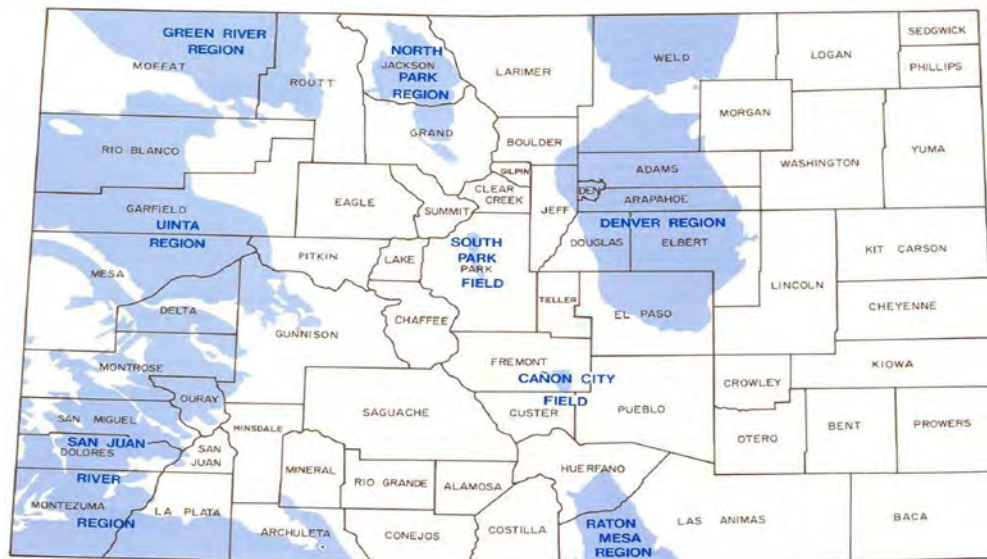 GREEN RIVER
REGION
MOFFAT
ROUTT
NORTH
JACKSON
PARK
REGION
LARIMER
WELD
LOGAN
SEDGWICK
PHILLIPS
MORGAN
GRAND
BOULDER
RIO BLANCO
GILPIN
CLEAR
CREEK
ADAMS
WASHINGTON
YUMA
DEN
ARAPAHOE
EAGLE
SUMMIT
JEFF
GARFIELD
UINTA
REGION
DENVER REGION
DOUGLAS
ELBERT
PITKIN
LAKE
SOUTH
PARK
PARK
FIELD
KIT CARSON
MESA
TELLER
LINCOLN
DELTA
EL PASO
CHEYENNE
CHAFFEE
GUNNISON
MONTROSE
FREMONT
CAÑON CITY
FIELD
KIOWA
CROWLEY
OURAY
SAGUACHE
CUSTER
PUEBLO
SAN MIGUEL
HINSDALE
OTERO
BENT
PROWERS
SAN JUAN
DOLORES
RIVER
REGION
SAN
JUAN
MINERAL
RIO GRANDE
ALAMOSA
HUERFANO
MONTEZUMA
LA PLATA
ARCHULETA
CONEJOS
COSTILLA
RATON
MESA
REGION
LAS ANIMAS
BACA